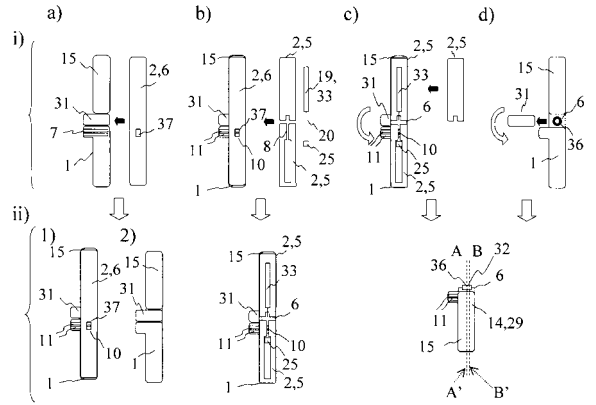 a) b) c) d)
i)
15 2,6 31 7 37 11 1
15 2,5 2,6 19, 33 31 37 20 8 25 11 10 2,5 1
15 2,5 2,5 33 31 6 11 10 25 2,5 1
15 31 6 36 1
ii)
1) 2)
15 2,6 31 37 11 10 1
15 31 1
15 2,5 33 31 6 11 10 25 2,5 1
A B 36 32 6 11 14,29 15 A' B'